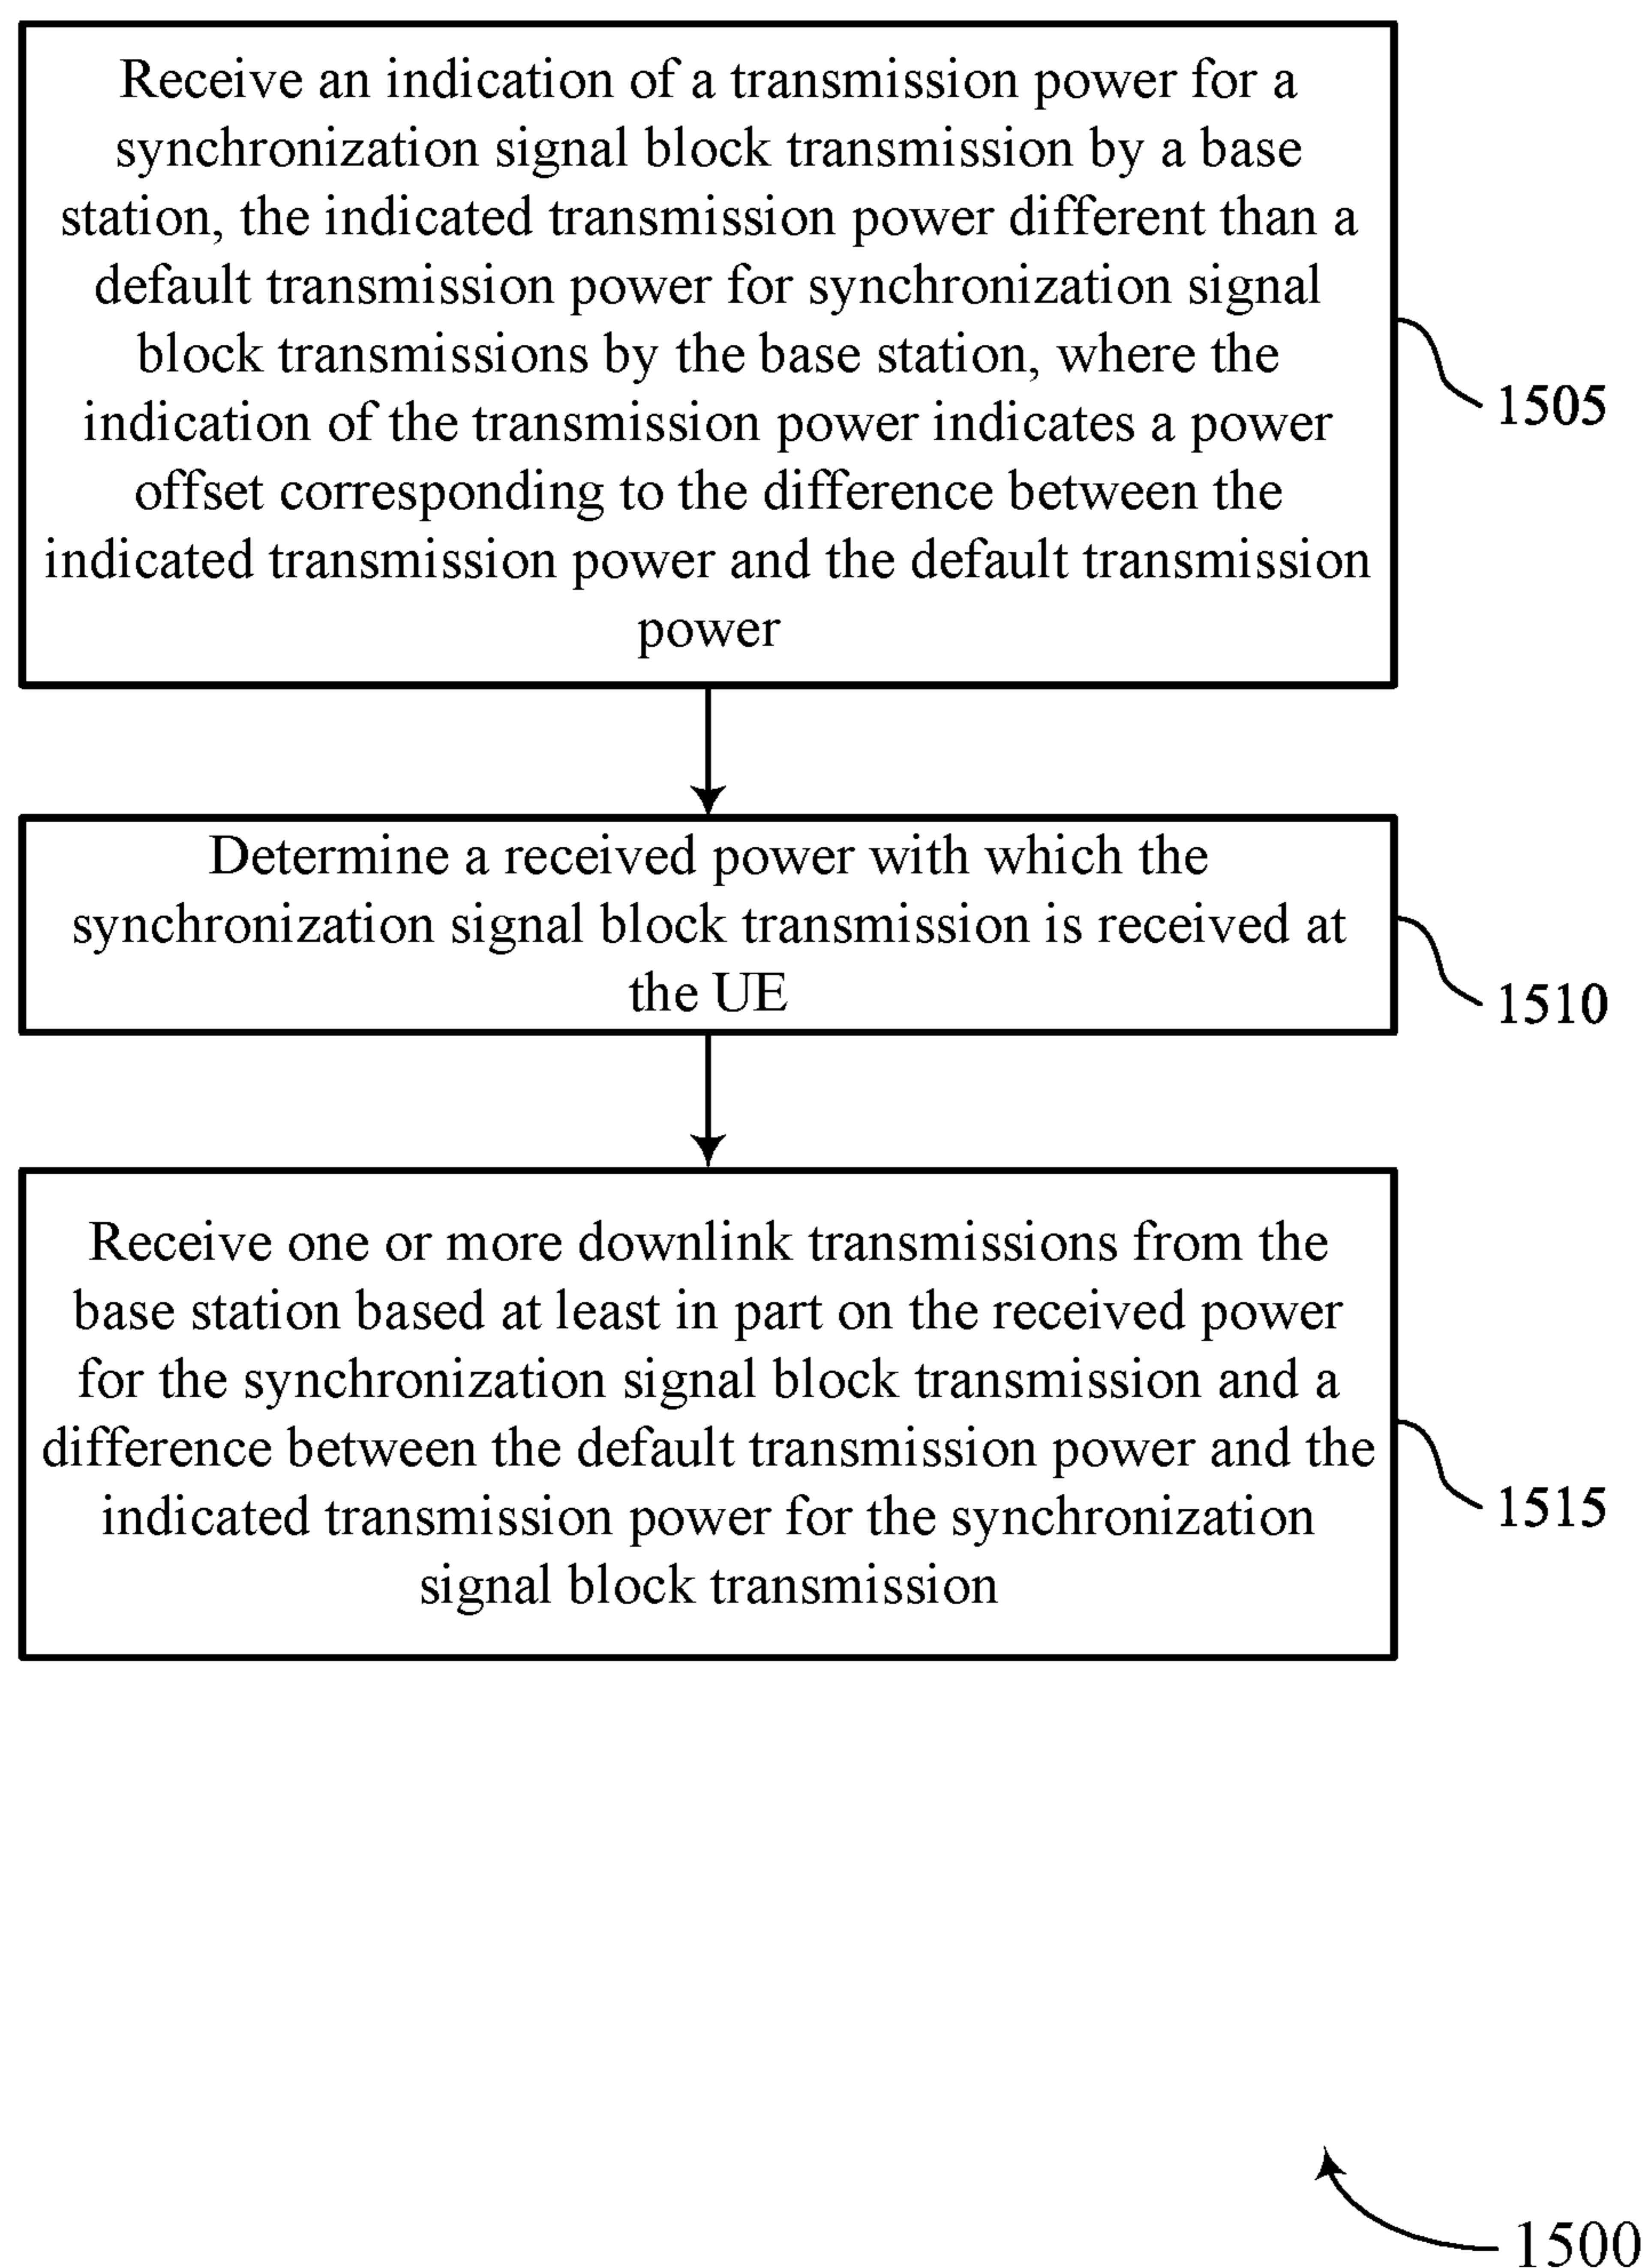 Receive an indication of a transmission power for a
synchronization signal block transmission by a base
station, the indicated transmission power different than a
default transmission power for synchronization signal
block transmissions by the base station, where the
indication of the transmission power indicates a power
offset corresponding to the difference between the
indicated transmission power and the default transmission
power
1505
Determine a received power with which the
synchronization signal block transmission is received at
the UE
1510
Receive one or more downlink transmissions from the
base station based at least in part on the received power
for the synchronization signal block transmission and a
difference between the default transmission power and the
indicated transmission power for the synchronization
signal block transmission
1515
1500